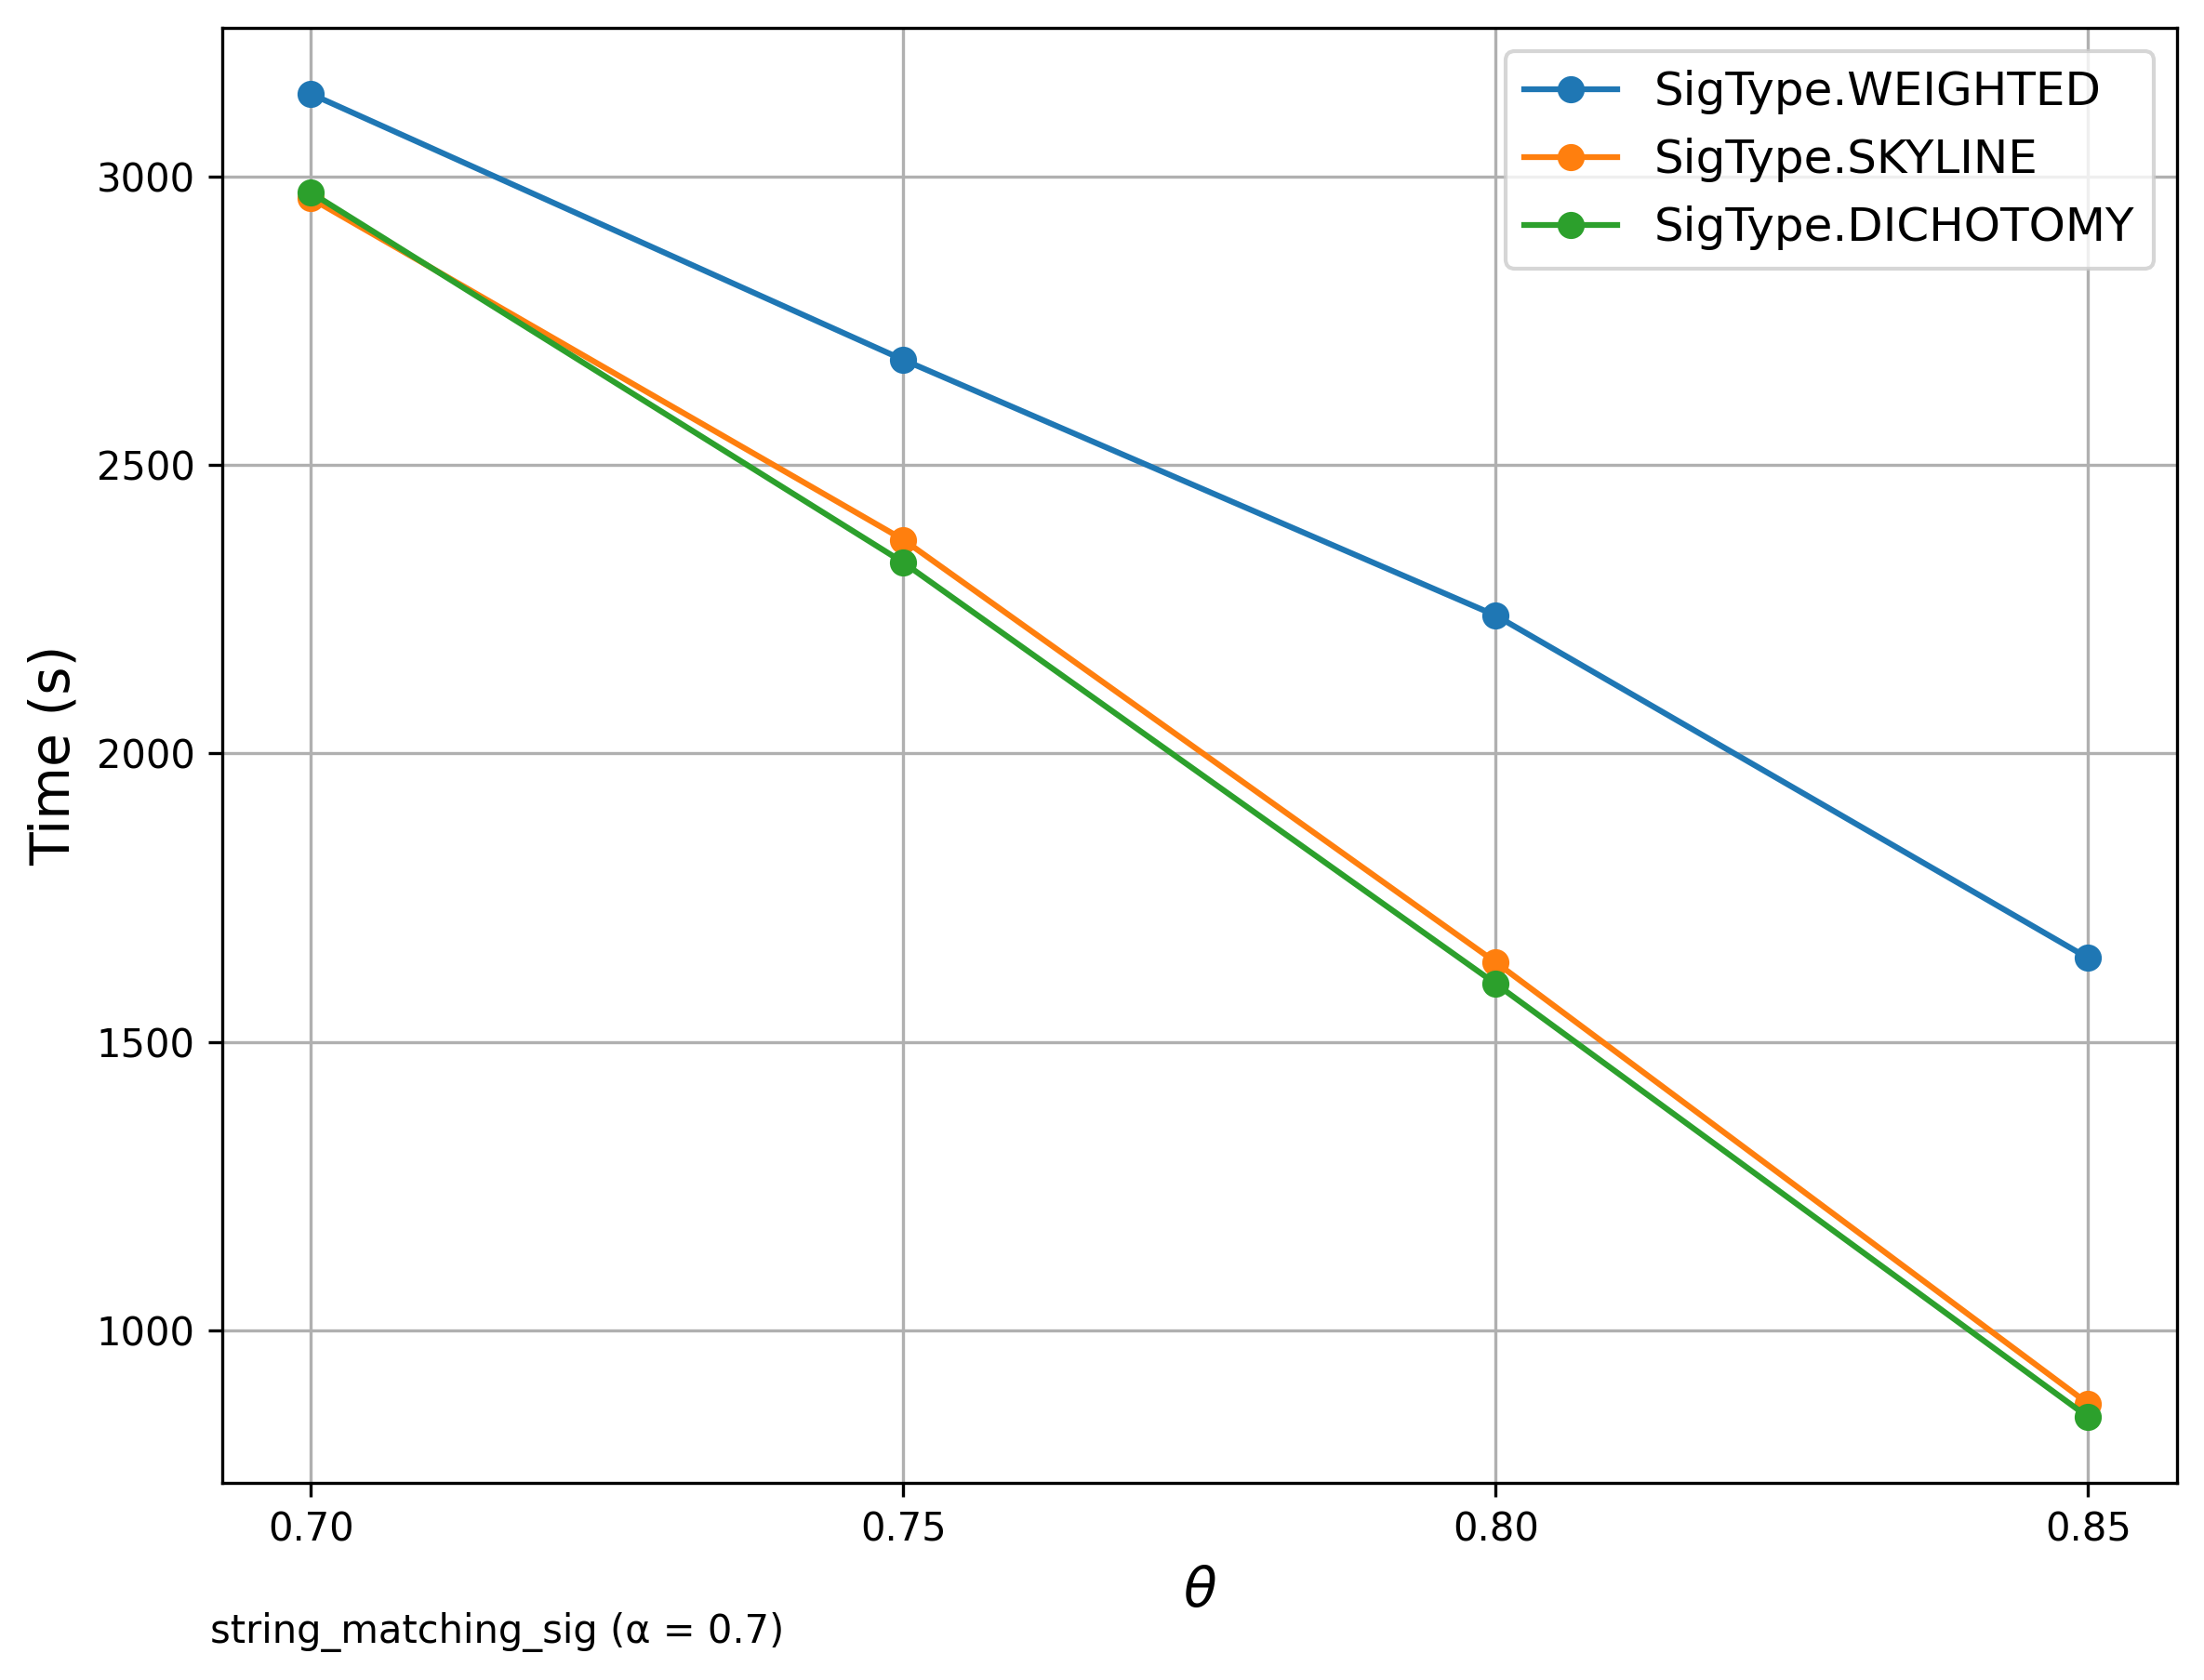 SigType.WEIGHTED
SigType.SKYLINE
SigType.DICHOTOMY
Time (s)
3000
2500
2000
1500
1000
0.70 0.75 0.80 0.85
θ
string_matching_sig (α = 0.7)